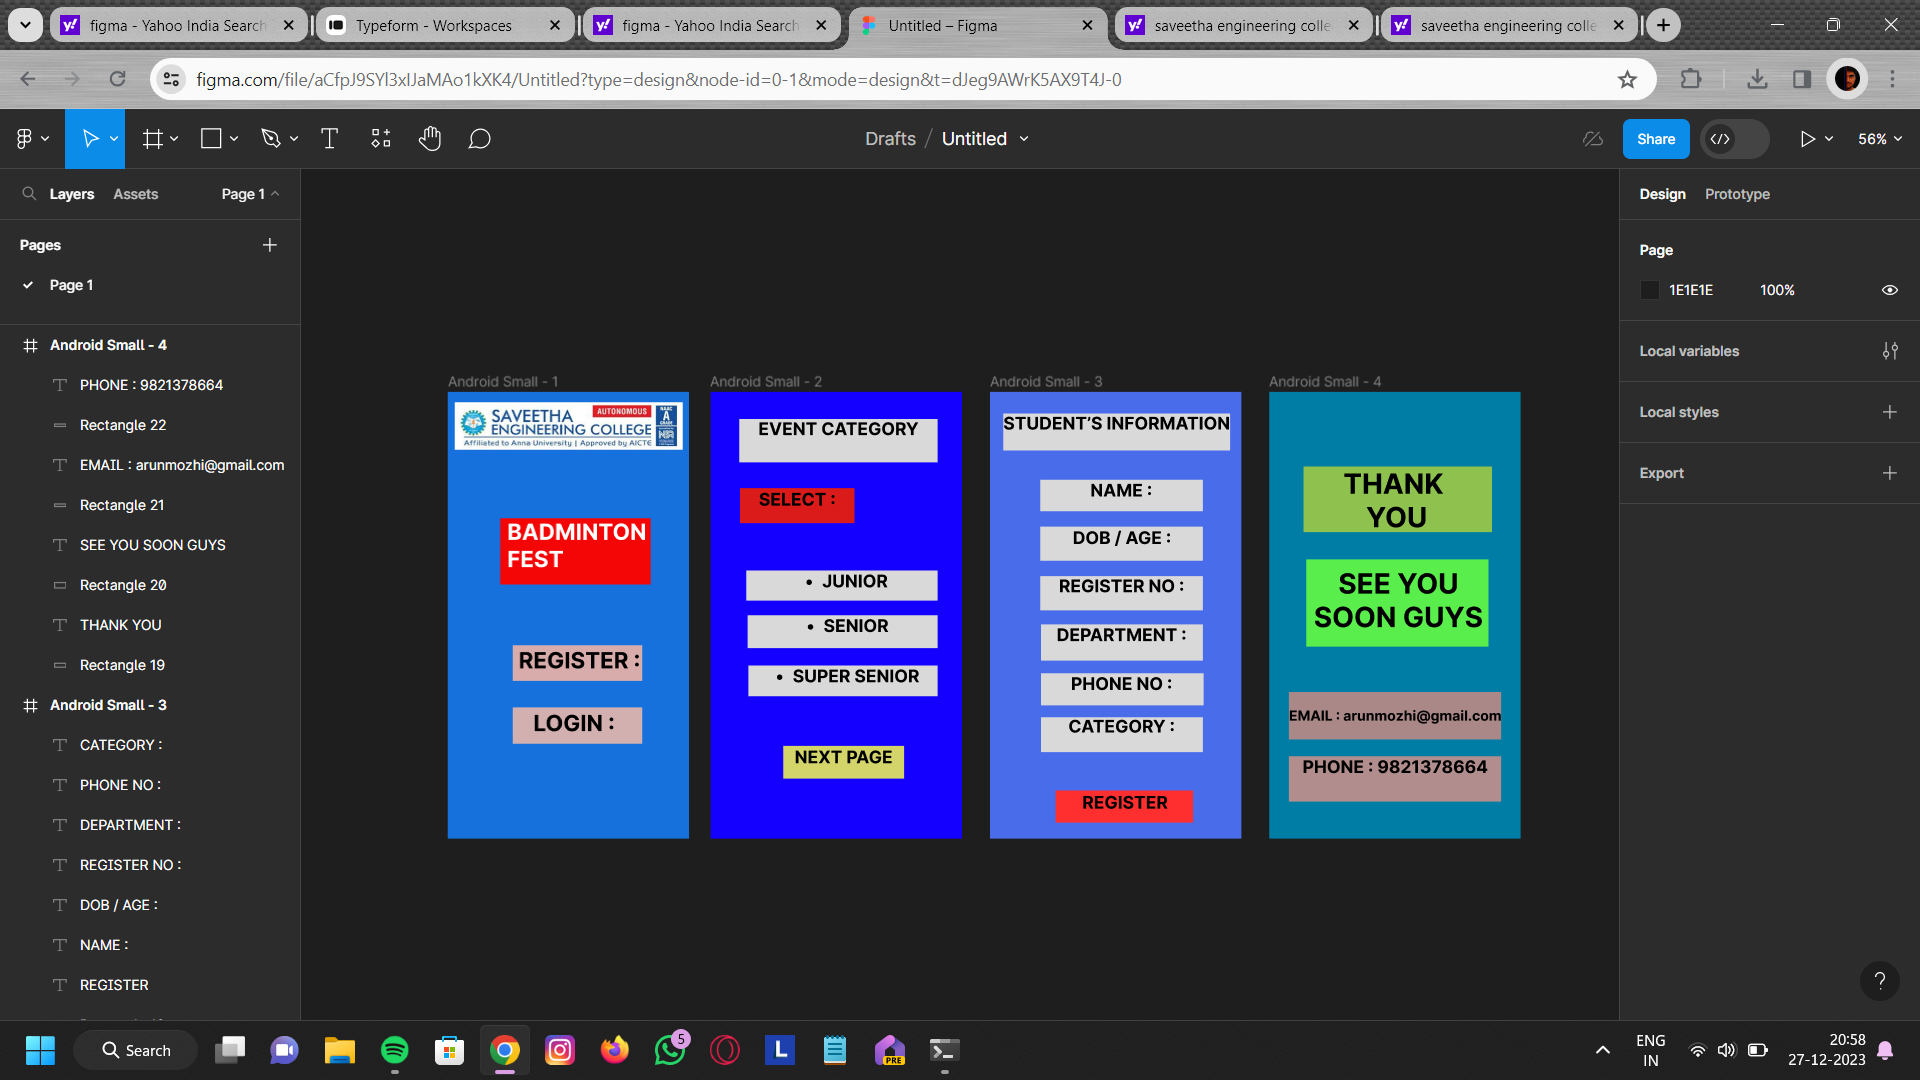 figma - Yahoo India Search
Typeform - Workspaces
figma - Yahoo India Search
Untitled – Figma
saveetha engineering colle
saveetha engineering colle
figma.com/file/aCfpJ9SYl3xIJaMAo1kXK4/Untitled?type=design&node-id=0-1&mode=design&t=dJeg9AWrK5AX9T4J-0
Drafts / Untitled
Share
56%
Layers
Assets
Page 1
Pages
Page 1
Android Small - 4
PHONE : 9821378664
Rectangle 22
EMAIL : arunmozhi@gmail.com
Rectangle 21
SEE YOU SOON GUYS
Rectangle 20
THANK YOU
Rectangle 19
Android Small - 3
CATEGORY :
PHONE NO :
DEPARTMENT :
REGISTER NO :
DOB / AGE :
NAME :
REGISTER
Android Small - 1
SAVEETHA
ENGINEERING COLLEGE
AUTONOMOUS
NAAC
A
GRADE
Affiliated to Anna University | Approved by AICTE
BADMINTON
FEST
REGISTER :
LOGIN :
Android Small - 2
EVENT CATEGORY
SELECT :
• JUNIOR
• SENIOR
• SUPER SENIOR
NEXT PAGE
Android Small - 3
STUDENT’S INFORMATION
NAME :
DOB / AGE :
REGISTER NO :
DEPARTMENT :
PHONE NO :
CATEGORY :
REGISTER
Android Small - 4
THANK
YOU
SEE YOU
SOON GUYS
EMAIL : arunmozhi@gmail.com
PHONE : 9821378664
Design
Prototype
Page
1E1E1E
100%
Local variables
Local styles
Export
?
Search
5
L
PRE
ENG
IN
20:58
27-12-2023